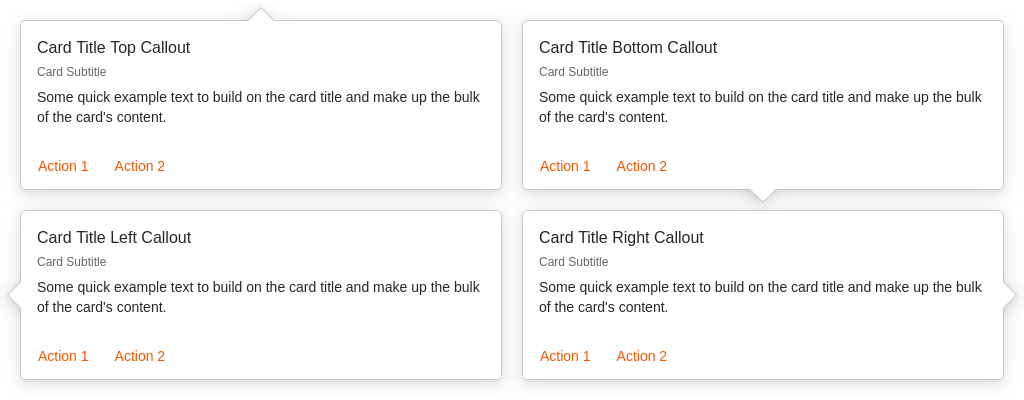 Card Title Top Callout
Card Subtitle
Some quick example text to build on the card title and make up the bulk
of the card's content.
Action 1 Action 2
Card Title Bottom Callout
Card Subtitle
Some quick example text to build on the card title and make up the bulk
of the card's content.
Action 1 Action 2
Card Title Left Callout
Card Subtitle
Some quick example text to build on the card title and make up the bulk
of the card's content.
Action 1 Action 2
Card Title Right Callout
Card Subtitle
Some quick example text to build on the card title and make up the bulk
of the card's content.
Action 1 Action 2